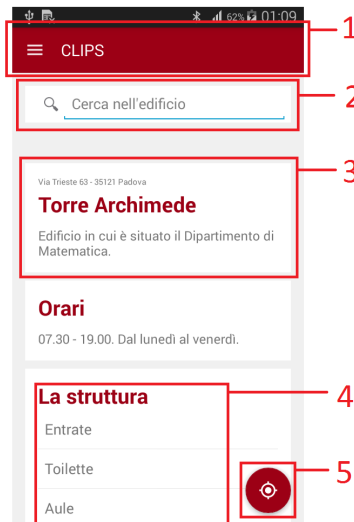 62% 01:09
1
CLIPS
2
Cerca nell'edificio
3
Via Trieste 63 - 35121 Padova
Torre Archimede
Edificio in cui è situato il Dipartimento di
Matematica.
Orari
07.30 - 19.00. Dal lunedì al venerdì.
4
La struttura
Entrate
Toilette
5
Aule